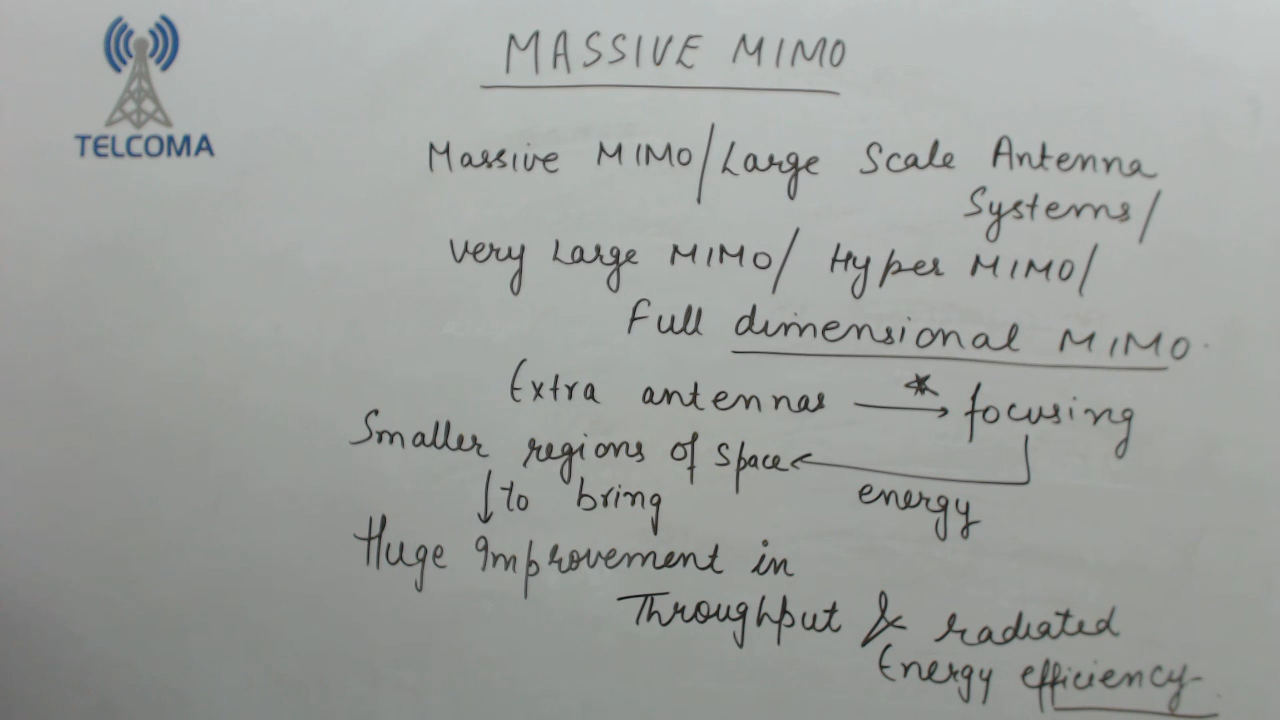 TELCOMA
MASSIVE MIMO
Massive MIMO/Large Scale Antenna
Systems/
very Large MIMO/ Hyper MIMO/
Full dimensional MIMO.
Extra antennas → focusing
Smaller regions of space ←
energy
↓ to bring
Huge Improvement in
Throughput & radiated
Energy efficiency.